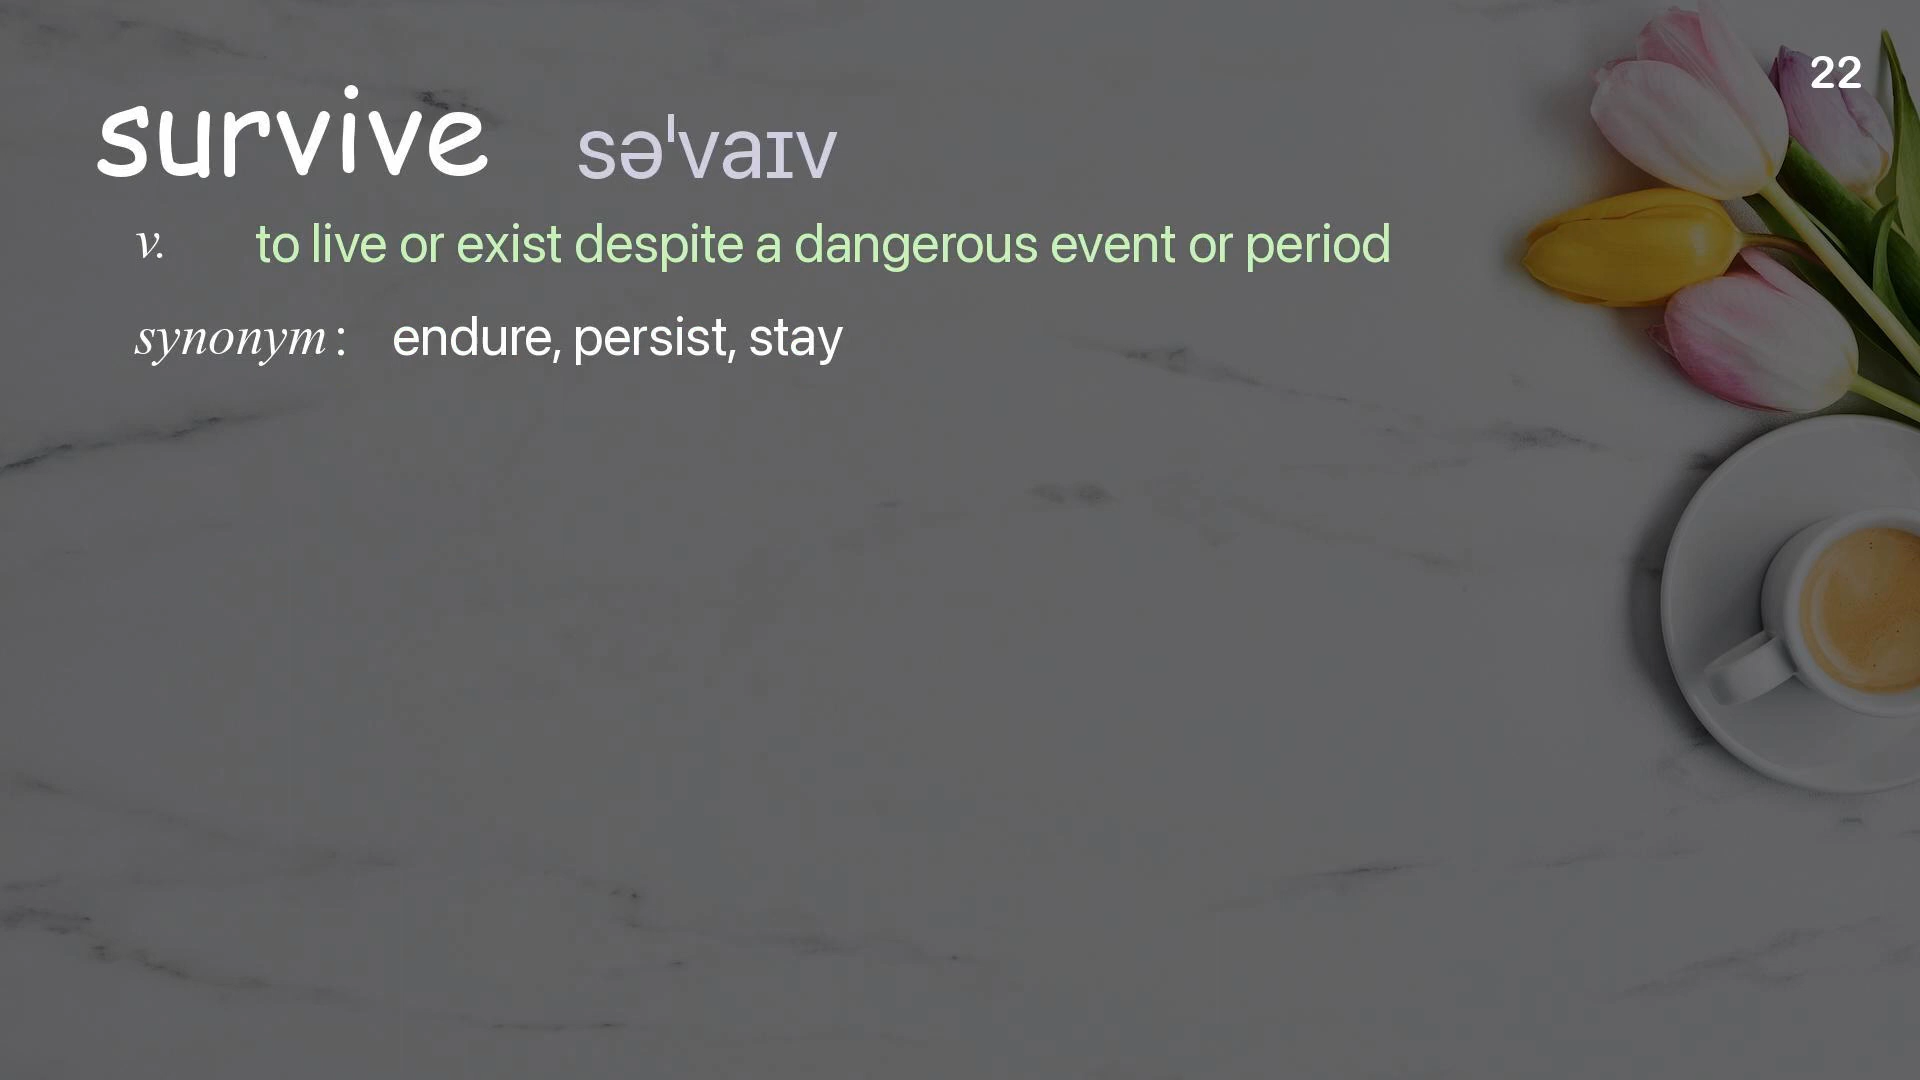 22
survive səˈvaɪv
v. to live or exist despite a dangerous event or period
synonym: endure, persist, stay